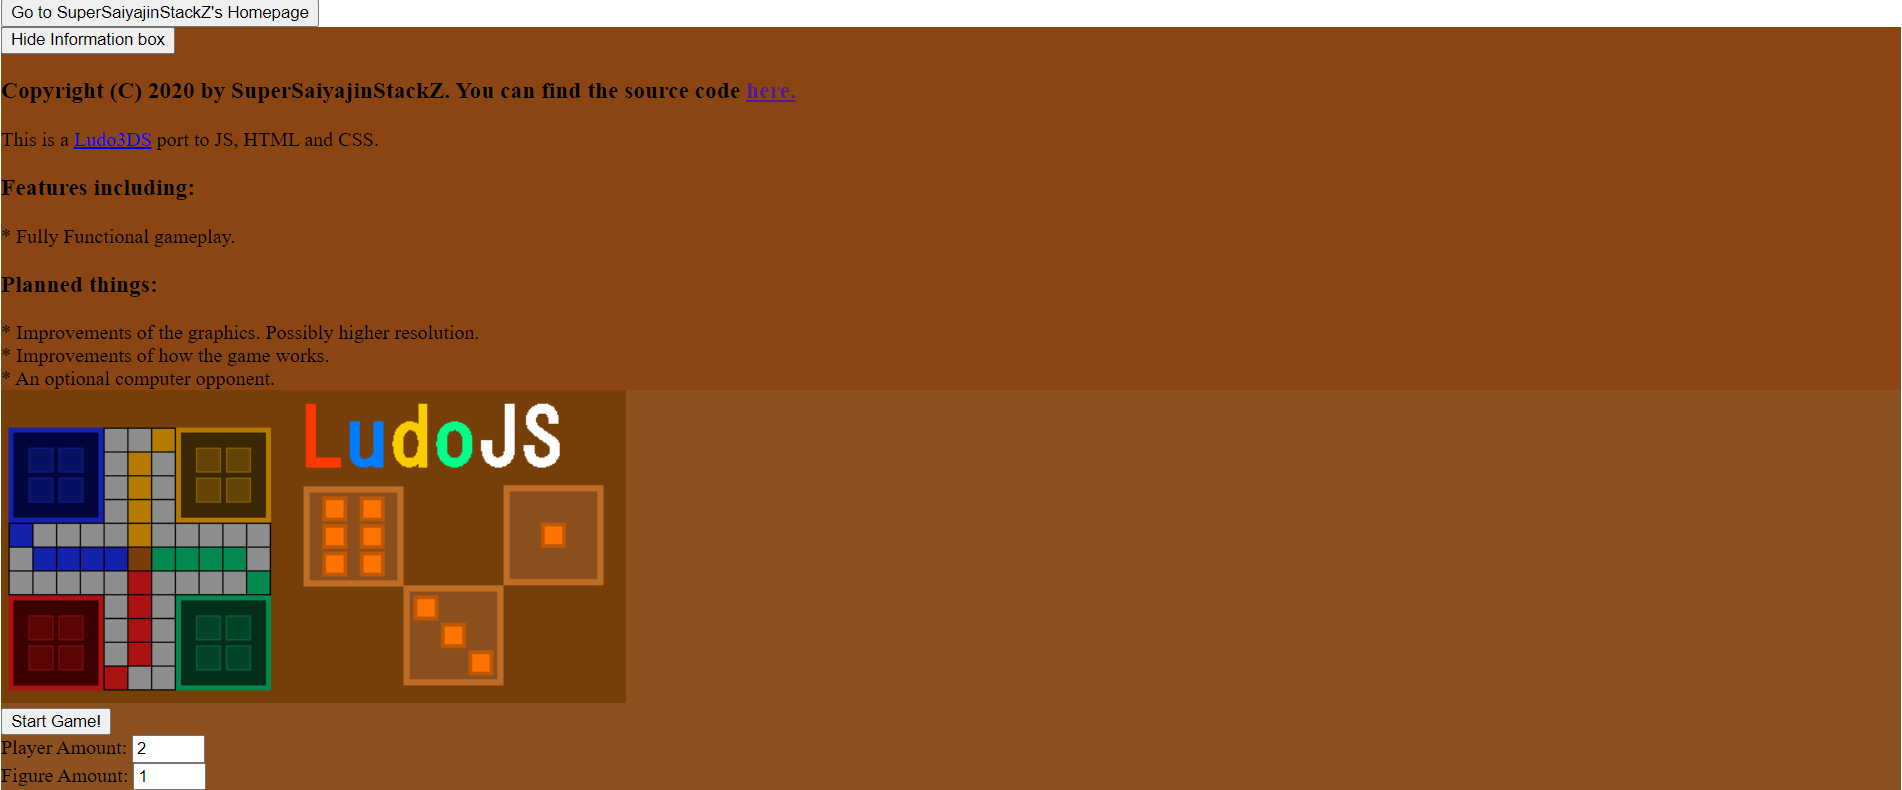 Go to SuperSaiyajinStackZ's Homepage
Hide Information box
Copyright (C) 2020 by SuperSaiyajinStackZ. You can find the source code here.
This is a Ludo3DS port to JS, HTML and CSS.
Features including:
* Fully Functional gameplay.
Planned things:
* Improvements of the graphics. Possibly higher resolution.
* Improvements of how the game works.
* An optional computer opponent.
LudoJS
Start Game!
Player Amount: 2
Figure Amount: 1